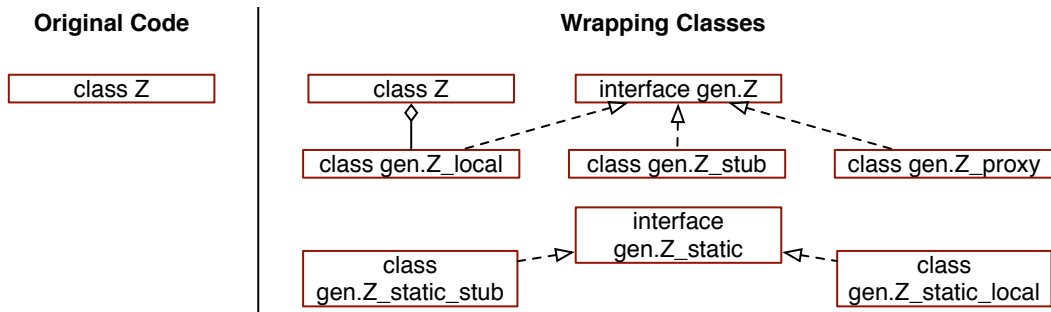 Original Code
Wrapping Classes
class Z
class Z
interface gen.Z
class gen.Z_local
class gen.Z_stub
class gen.Z_proxy
interface
gen.Z_static
class
gen.Z_static_stub
class
gen.Z_static_local